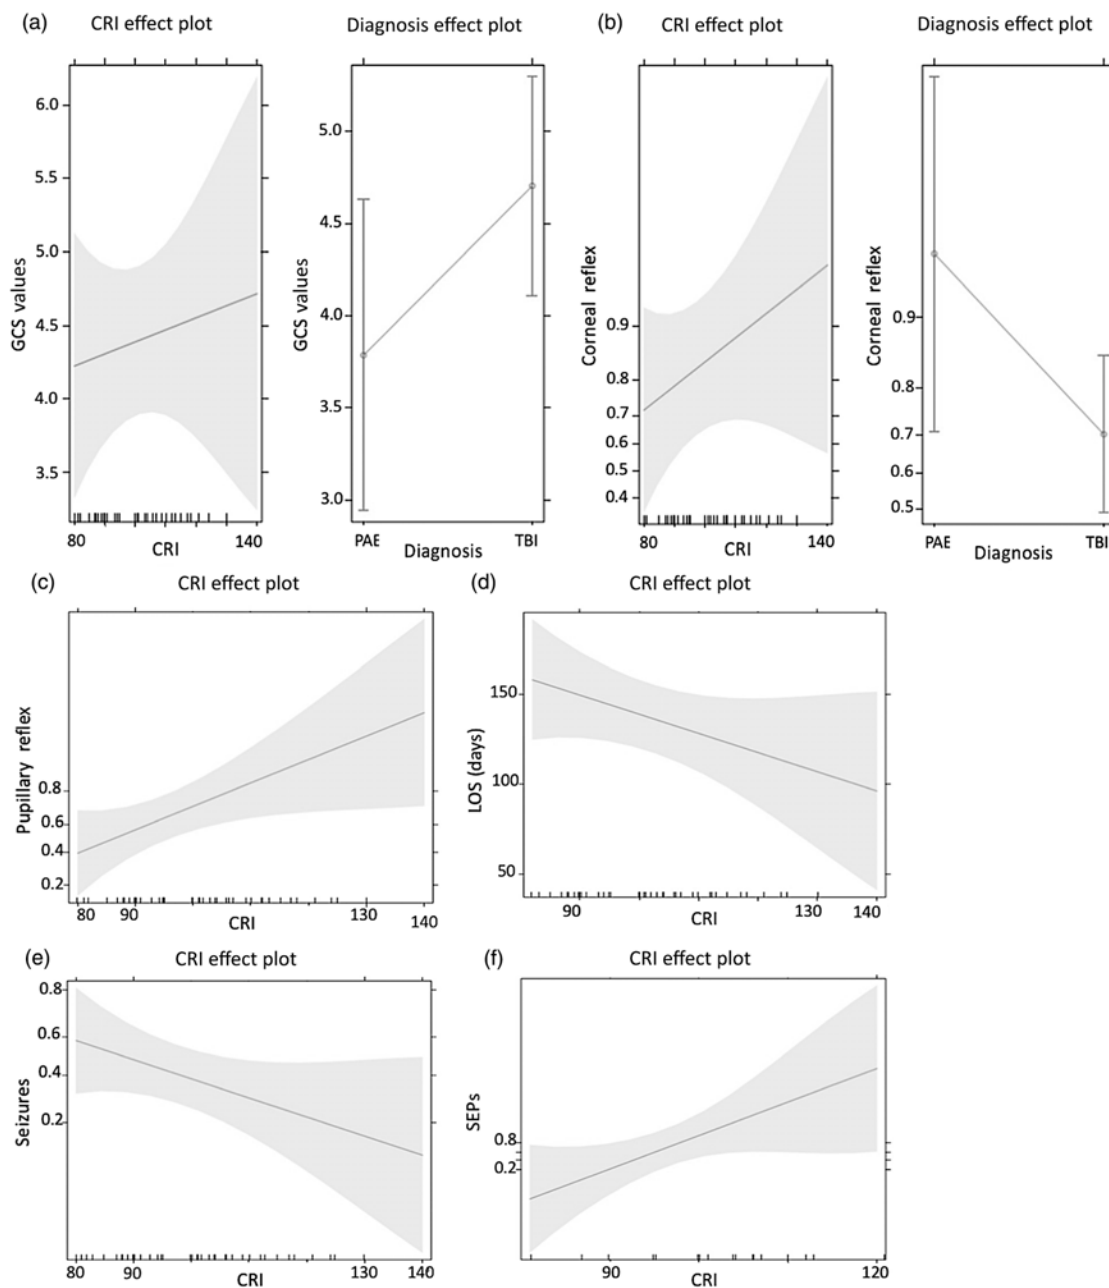 (a) CRI effect plot Diagnosis effect plot (b) CRI effect plot Diagnosis effect plot
GCS values
6.0
5.5
5.0
4.5
4.0
3.5
80 140
CRI
GCS values
5.0
4.5
4.0
3.5
3.0
PAE TBI
Diagnosis
Corneal reflex
0.9
0.8
0.7
0.6
0.5
0.4
80 140
CRI
Corneal reflex
0.9
0.8
0.7
0.6
0.5
PAE TBI
Diagnosis
(c) CRI effect plot
Pupillary reflex
0.8
0.6
0.4
0.2
80 90 130 140
CRI
(d) CRI effect plot
LOS (days)
150
100
50
90 130 140
CRI
(e) CRI effect plot
Seizures
0.8
0.6
0.4
0.2
80 90 130 140
CRI
(f) CRI effect plot
SEPs
0.8
0.2
90 120
CRI